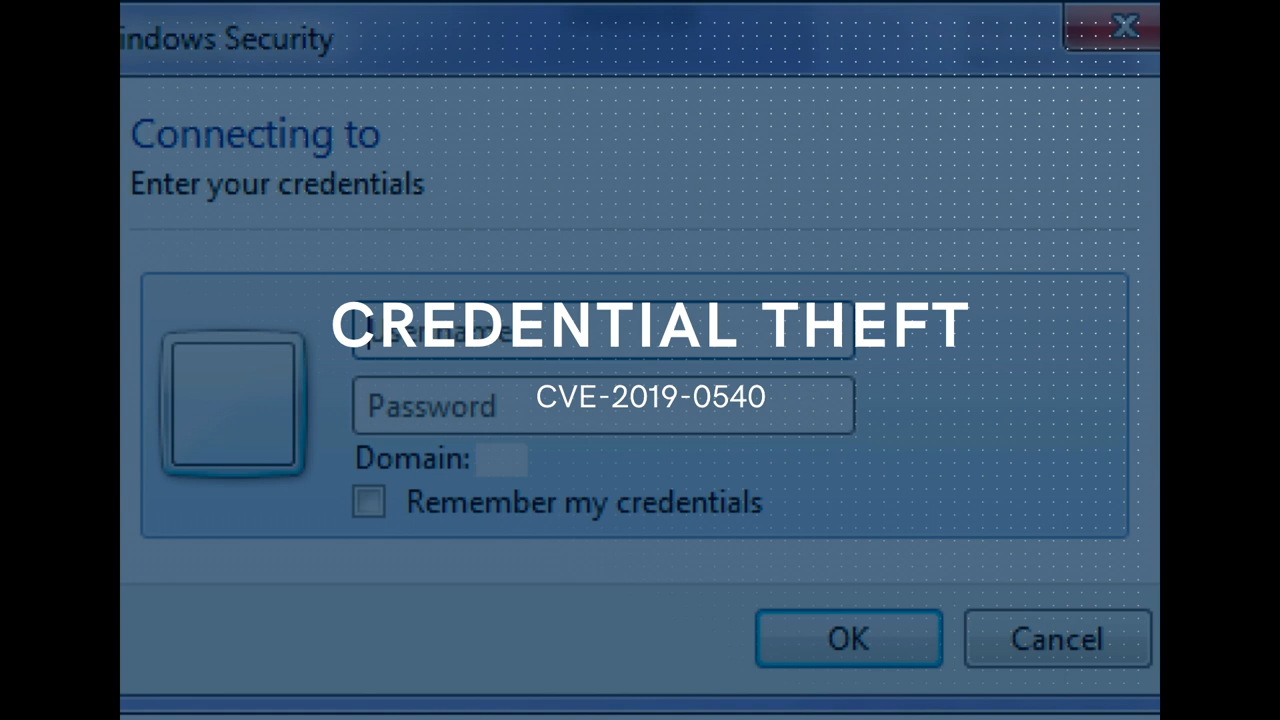 indows Security
X
Connecting to
Enter your credentials
CREDENTIAL THEFT
Username
CVE-2019-0540
Password
Domain:
Remember my credentials
OK
Cancel